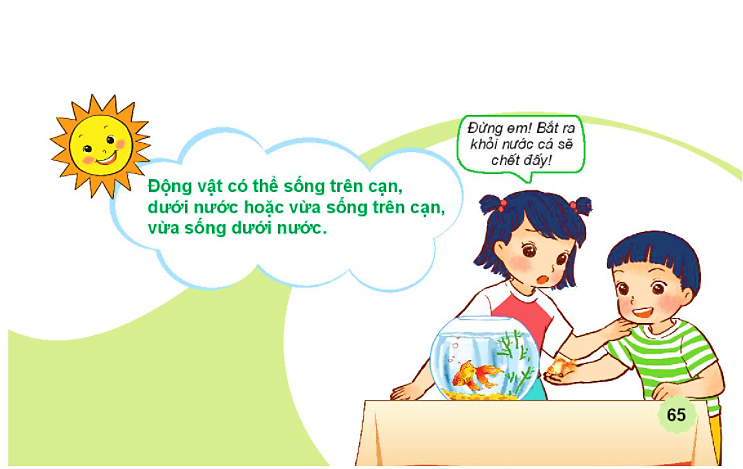 Đừng em! Bắt ra
khỏi nước cá sẽ
chết đấy!
Động vật có thể sống trên cạn,
dưới nước hoặc vừa sống trên cạn,
vừa sống dưới nước.
65